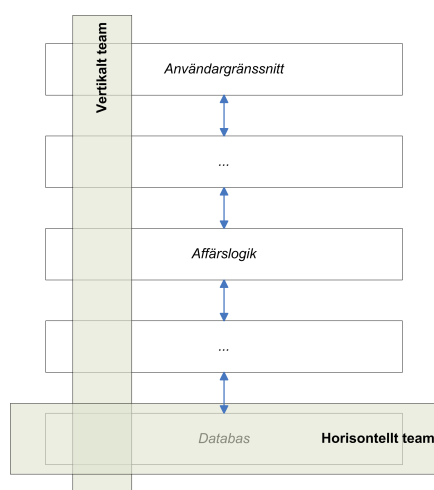 Vertikalt team
Användargränssnitt
...
Affärslogik
...
Databas
Horisontellt team